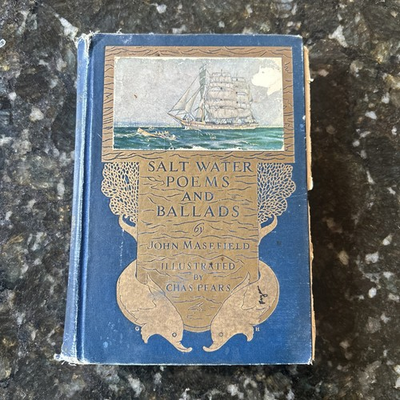 SALT WATER
POEMS
AND
BALLADS
by
JOHN MASEFIELD
ILLUSTRATED
BY
CHAS PEARS